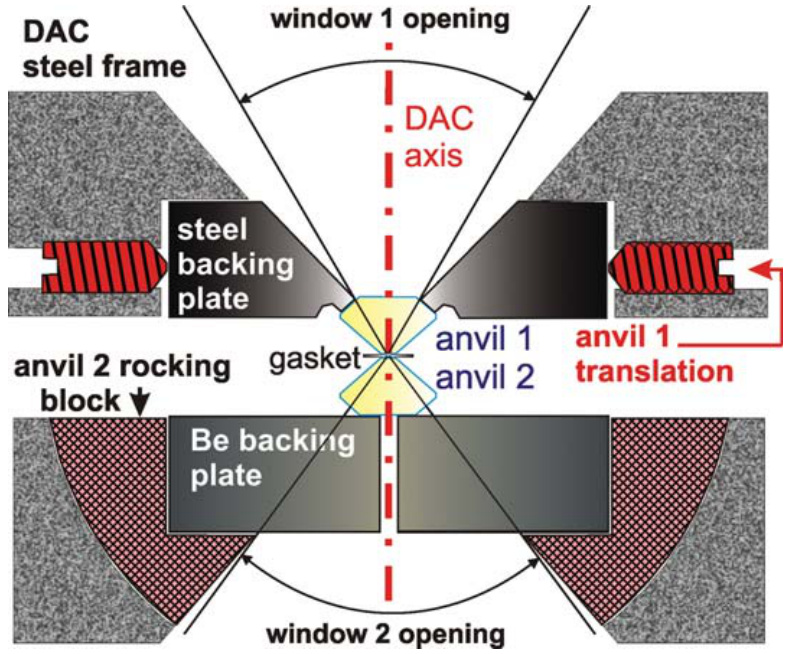 DAC
steel frame
window 1 opening
DAC
axis
steel
backing
plate
gasket
anvil 1
anvil 2
anvil 1
translation
anvil 2 rocking
block
Be backing
plate
window 2 opening